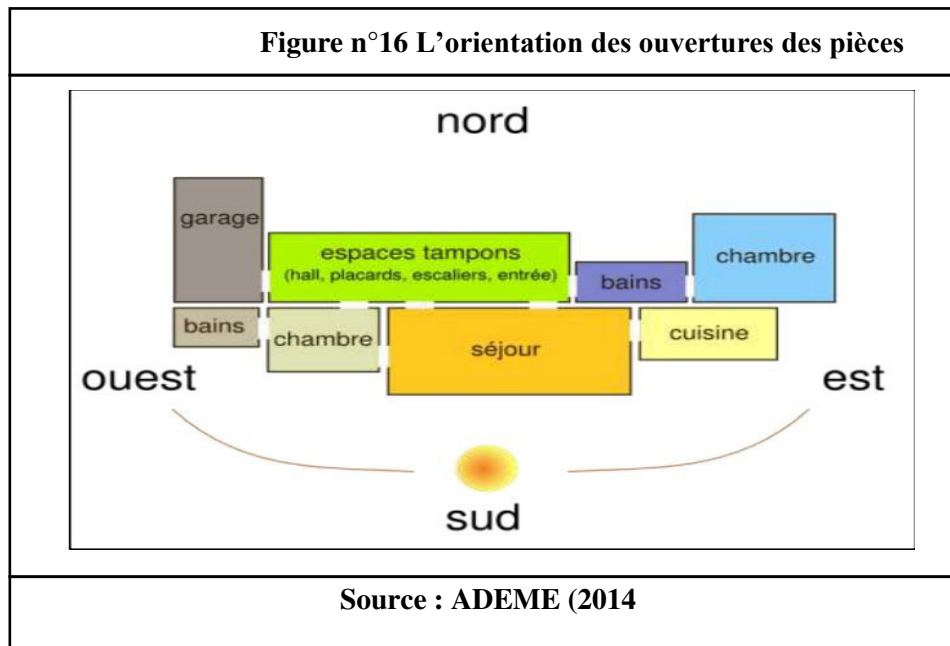 Figure n°16 L’orientation des ouvertures des pièces
nord
garage
espaces tampons
(hall, placards, escaliers, entrée)
chambre
bains
bains
chambre
séjour
cuisine
ouest
est
sud
Source : ADEME (2014